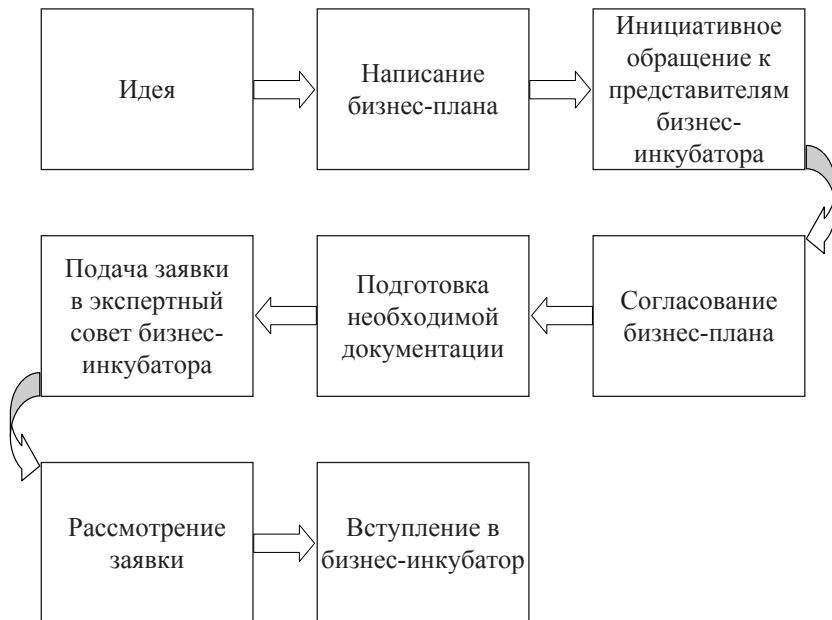 Идея
Написание
бизнес-плана
Инициативное
обращение к
представителям
бизнес-
инкубатора
Согласование
бизнес-плана
Подготовка
необходимой
документации
Подача заявки
в экспертный
совет бизнес-
инкубатора
Рассмотрение
заявки
Вступление в
бизнес-инкубатор